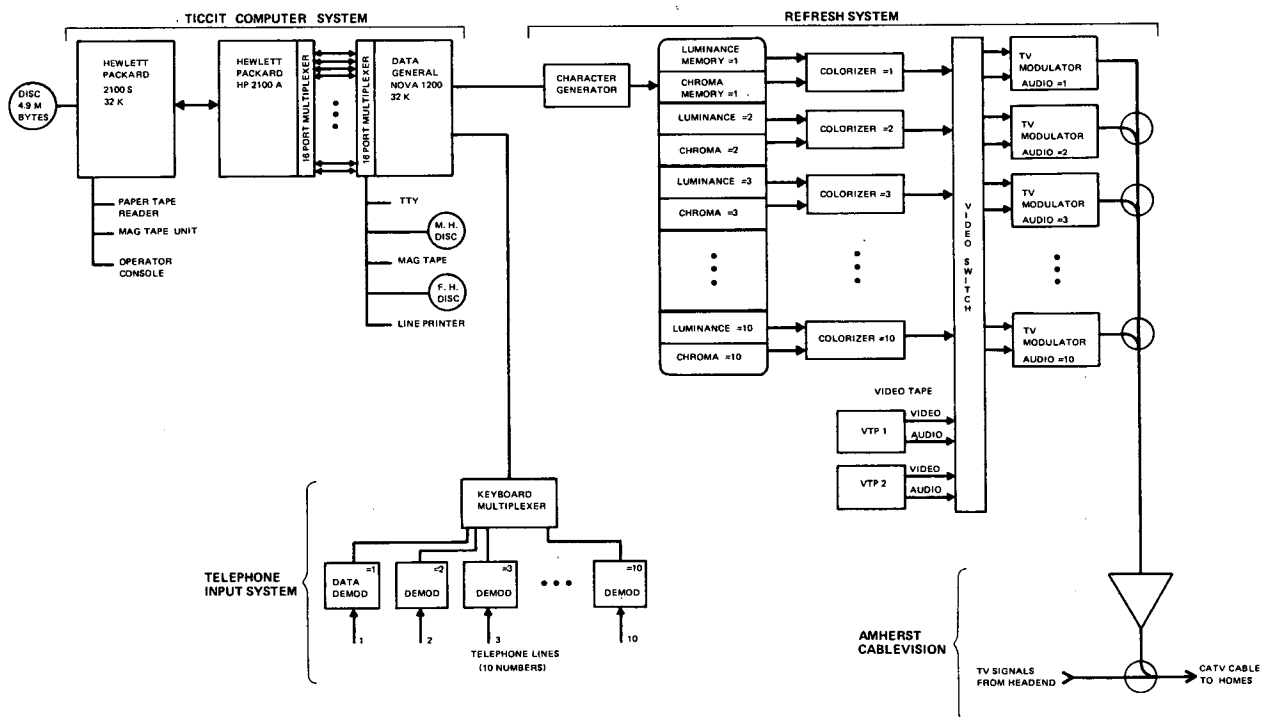 TICCIT COMPUTER SYSTEM
REFRESH SYSTEM
DISC
4.9 M
BYTES
HEWLETT
PACKARD
2100 S
32 K
HEWLETT
PACKARD
HP 2100 A
16 PORT MULTIPLEXER
16 PORT MULTIPLEXER
DATA
GENERAL
NOVA 1200
32 K
PAPER TAPE
READER
MAG TAPE UNIT
OPERATOR
CONSOLE
TTY
M. H.
DISC
MAG TAPE
F. H.
DISC
LINE PRINTER
CHARACTER
GENERATOR
LUMINANCE
MEMORY =1
CHROMA
MEMORY =1
LUMINANCE =2
CHROMA =2
LUMINANCE =3
CHROMA =3
LUMINANCE =10
CHROMA =10
COLORIZER =1
COLORIZER =2
COLORIZER =3
COLORIZER =10
VIDEO SWITCH
TV
MODULATOR
AUDIO =1
TV
MODULATOR
AUDIO =2
TV
MODULATOR
AUDIO =3
TV
MODULATOR
AUDIO =10
VIDEO TAPE
VTP 1
VIDEO
AUDIO
VTP 2
VIDEO
AUDIO
KEYBOARD
MULTIPLEXER
TELEPHONE
INPUT SYSTEM
=1
DATA
DEMOD
=2
DEMOD
=3
DEMOD
=10
DEMOD
1
2
3
10
TELEPHONE LINES
(10 NUMBERS)
AMHERST
CABLEVISION
TV SIGNALS
FROM HEADEND
CATV CABLE
TO HOMES